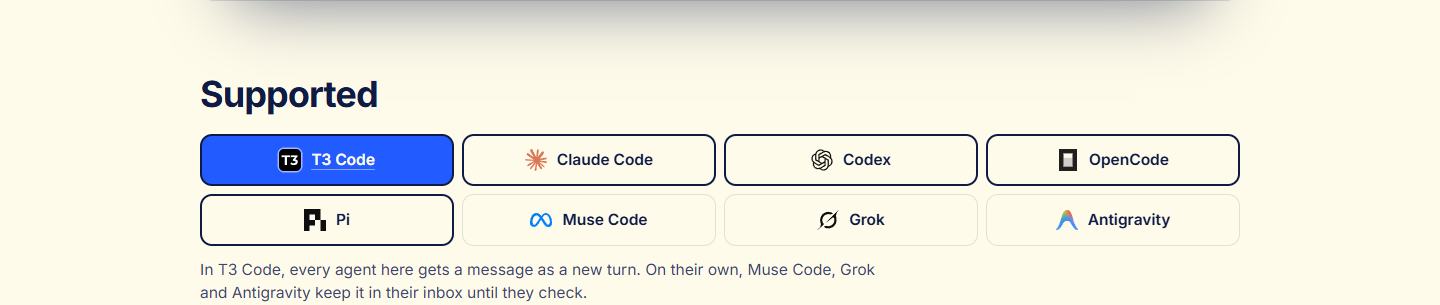 Supported
T3 T3 Code
Claude Code
Codex
OpenCode
Pi
Muse Code
Grok
Antigravity
In T3 Code, every agent here gets a message as a new turn. On their own, Muse Code, Grok
and Antigravity keep it in their inbox until they check.